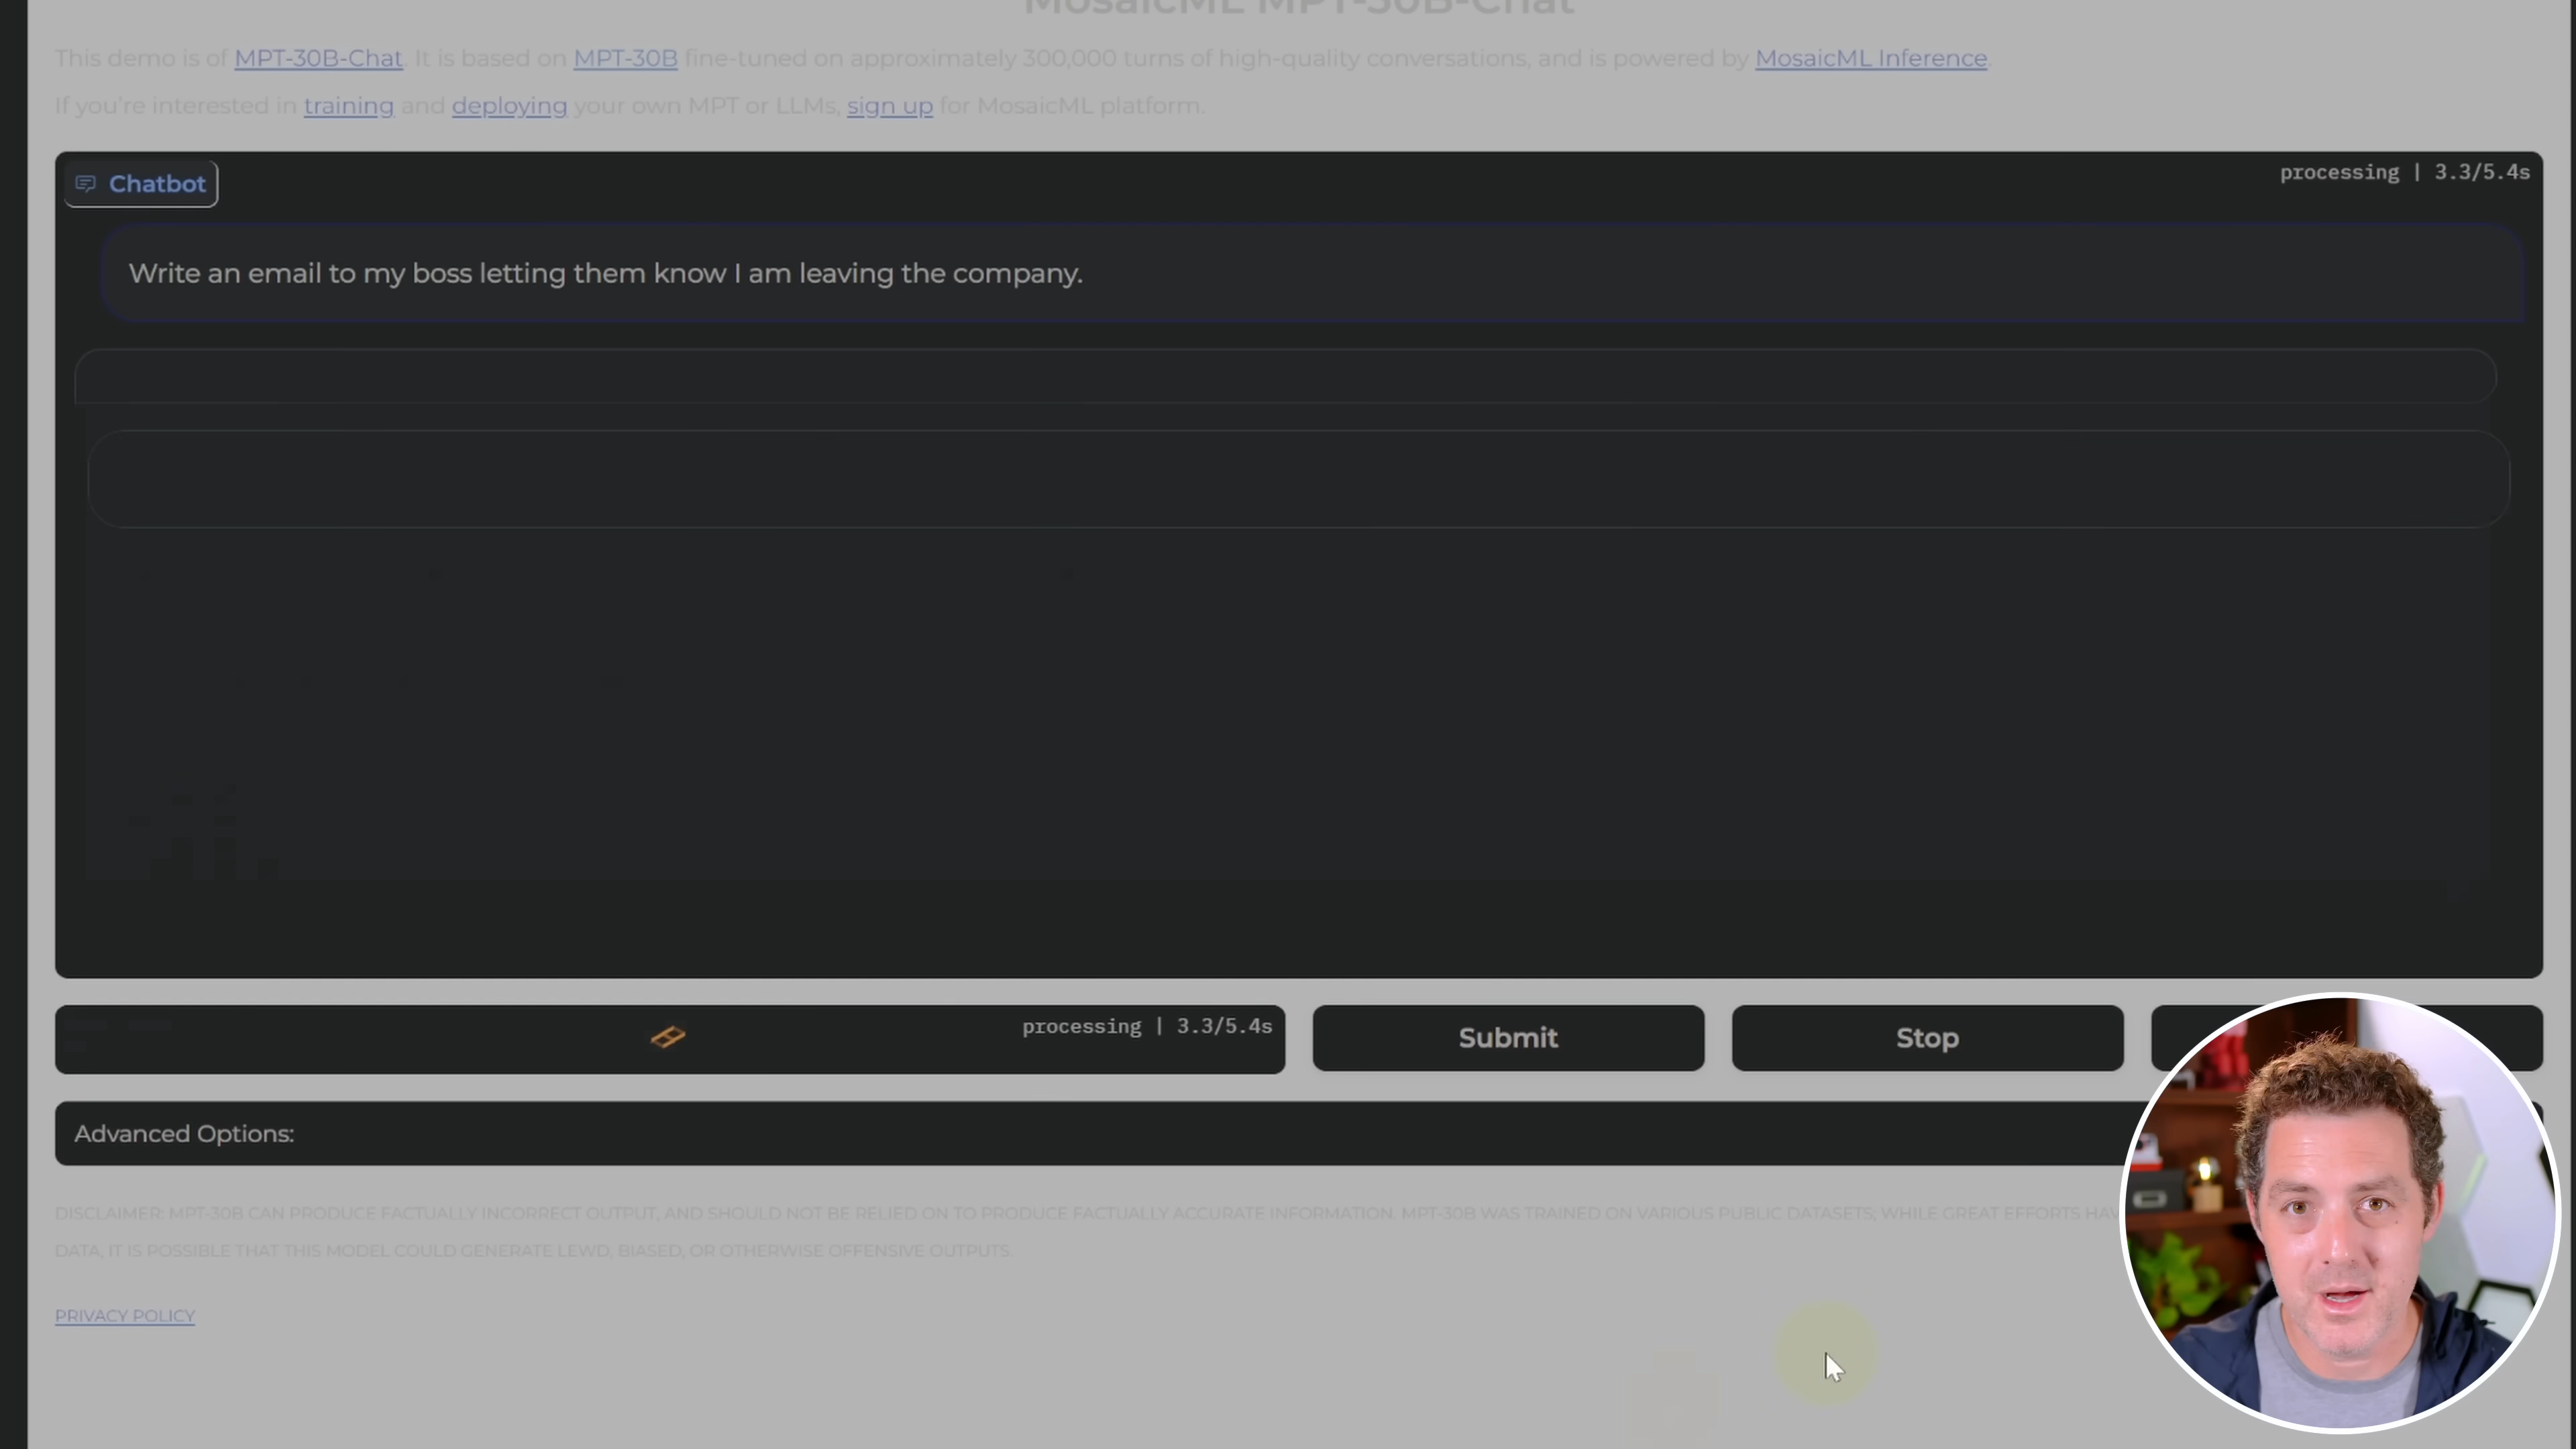 MosaicML MPT-30B-Chat
This demo is of MPT-30B-Chat. It is based on MPT-30B fine-tuned on approximately 300,000 turns of high-quality conversations, and is powered by MosaicML Inference.
If you're interested in training and deploying your own MPT or LLMs, sign up for MosaicML platform.
Chatbot
processing | 3.3/5.4s
Write an email to my boss letting them know I am leaving the company.
processing | 3.3/5.4s
Submit
Stop
Advanced Options:
DISCLAIMER: MPT-30B CAN PRODUCE FACTUALLY INCORRECT OUTPUT, AND SHOULD NOT BE RELIED ON TO PRODUCE FACTUALLY ACCURATE INFORMATION. MPT-30B WAS TRAINED ON VARIOUS PUBLIC DATASETS; WHILE GREAT EFFORTS
DATA, IT IS POSSIBLE THAT THIS MODEL COULD GENERATE LEWD, BIASED, OR OTHERWISE OFFENSIVE OUTPUTS.
PRIVACY POLICY